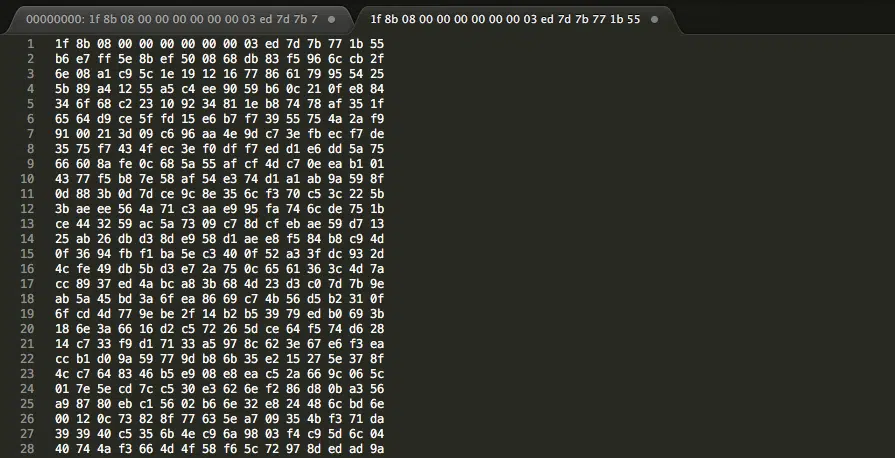 00000000: 1f 8b 08 00 00 00 00 00 00 03 ed 7d 7b 7
1f 8b 08 00 00 00 00 00 00 03 ed 7d 7b 77 1b 55
1 1f 8b 08 00 00 00 00 00 00 03 ed 7d 7b 77 1b 55
2 b6 e7 ff 5e 8b ef 50 08 68 db 83 f5 96 6c cb 2f
3 6e 08 a1 c9 5c 1e 19 12 16 77 86 61 79 95 54 25
4 5b 89 a4 12 55 a5 c4 ee 90 59 b6 0c 21 0f e8 84
5 34 6f 68 c2 23 10 92 34 81 1e b8 74 78 af 35 1f
6 65 64 d9 ce 5f fd 15 e6 b7 f7 39 55 75 4a 2a f9
7 91 00 21 3d 09 c6 96 aa 4e 9d c7 3e fb ec f7 de
8 35 75 f7 43 4f ec 3e f0 df f7 ed d1 e6 dd 5a 75
9 66 60 8a fe 0c 68 5a 55 af cf 4d c7 0e ea b1 01
10 43 77 f5 b8 7e 58 af 54 e3 74 d1 a1 ab 9a 59 8f
11 0d 88 3b 0d 7d ce 9c 8e 35 6c f3 70 c5 3c 22 5b
12 3b ae ee 56 4a 71 c3 aa e9 95 fa 74 6c de 75 1b
13 ce 44 32 59 ac 5a 73 09 c7 8d cf eb ae 59 d7 13
14 25 ab 26 db d3 8d e9 58 d1 ae e8 f5 84 b8 c9 4d
15 0f 36 94 fb f1 ba 5e c3 40 0f 52 a3 3f dc 93 2d
16 4c fe 49 db 5b d3 e7 2a 75 0c 65 61 36 3c 4d 7a
17 cc 89 37 ed 4a bc a8 3b 68 4d 23 d3 c0 7d 7b 9e
18 ab 5a 45 bd 3a 6f ea 86 69 c7 4b 56 d5 b2 31 0f
19 6f cd 4d 77 9e be 2f 14 b2 b5 39 79 ed b0 69 3b
20 18 6e 3a 66 16 d2 c5 72 26 5d ce 64 f5 74 d6 28
21 14 c7 33 f9 d1 71 33 a5 97 8c 62 3e 67 e6 f3 ea
22 cc b1 d0 9a 59 77 9d b8 6b 35 e2 15 27 5e 37 8f
23 4c c7 64 83 46 b5 e9 08 e8 ea c5 2a 66 9c 06 5c
24 01 7e 5e cd 7c c5 30 e3 62 6e f2 86 d8 0b a3 56
25 a9 87 80 eb c1 56 02 b6 6e 32 e8 24 48 6c bd 6e
26 00 12 0c 73 82 8f 77 63 5e a7 09 35 4b f3 71 da
27 39 39 40 c5 35 6b 4e c9 6a 98 03 f4 c9 5d 6c 04
28 40 74 4a f3 66 4d 4f 58 f6 5c 72 97 8d ed ad 9a